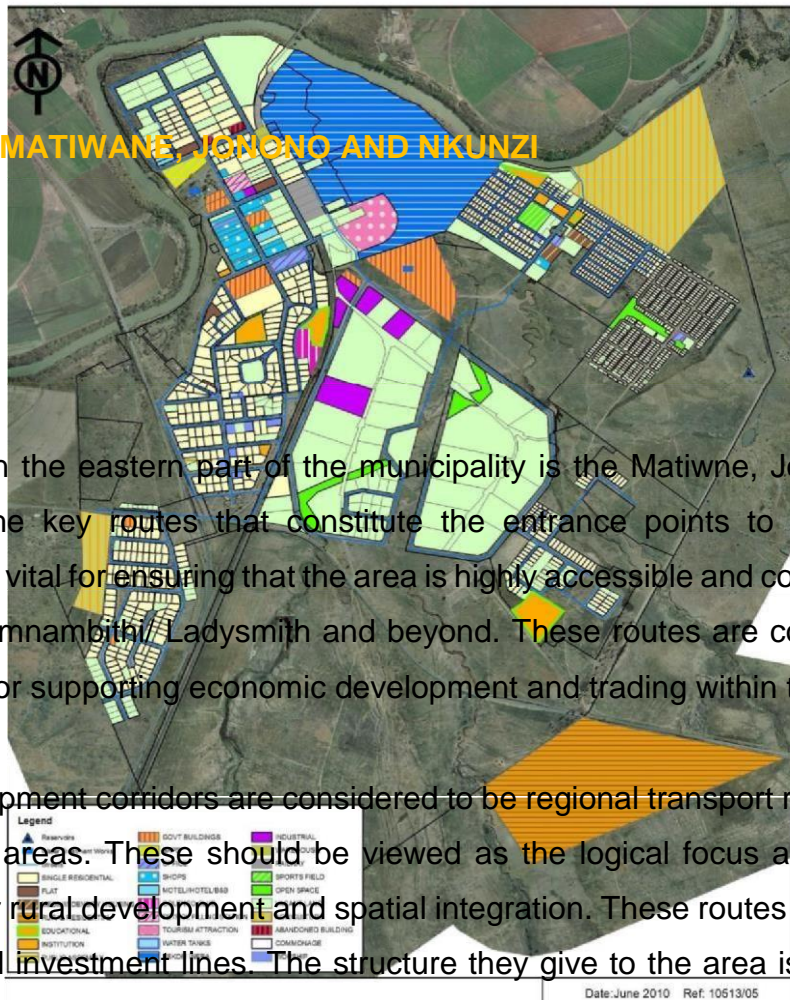 N
MATIWANE, JONONO AND NKUNZI
the eastern part of the municipality is the Matiwne,
key routes that constitute the entrance points to
vital for ensuring that the area is highly accessible and
mnambithi/ Ladysmith and beyond. These routes are
or supporting economic development and trading within
pment corridors are considered to be regional transport
Legend
Reservoirs
GOVT BUILDINGS
INDUSTRIAL
areas. These should be viewed as the logical focus
SHOPS
SPORTS FIELD
SINGLE RESIDENTIAL
MOTEL/HOTEL/B&B
OPEN SPACE
FLAT
rural development and spatial integration. These routes
EDUCATIONAL
TOURISM ATTRACTION
ABANDONED BUILDING
INSTITUTION
WATER TANKS
COMMONAGE
investment lines. The structure they give to the area is
Date:June 2010 Ref: 10513/05